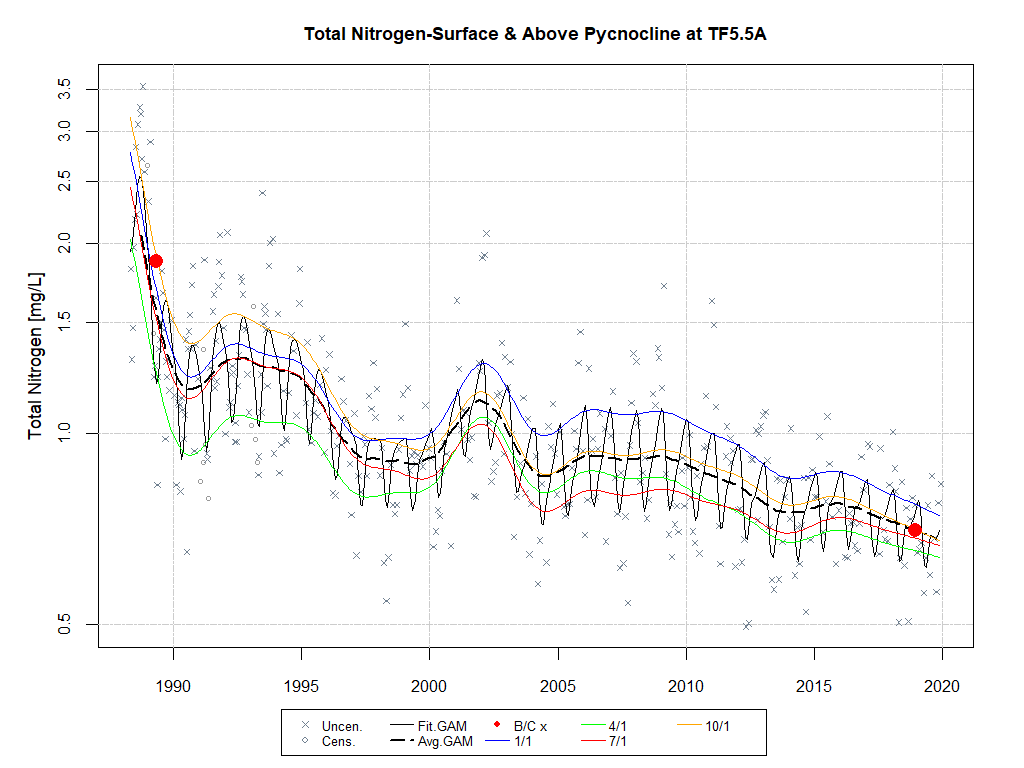 Total Nitrogen-Surface & Above Pycnocline at TF5.5A
Total Nitrogen [mg/L]
3.5
3.0
2.5
2.0
1.5
1.0
0.5
1990 1995 2000 2005 2010 2015 2020
Uncen. Fit.GAM B/C x 4/1 10/1
Cens. Avg.GAM 1/1 7/1